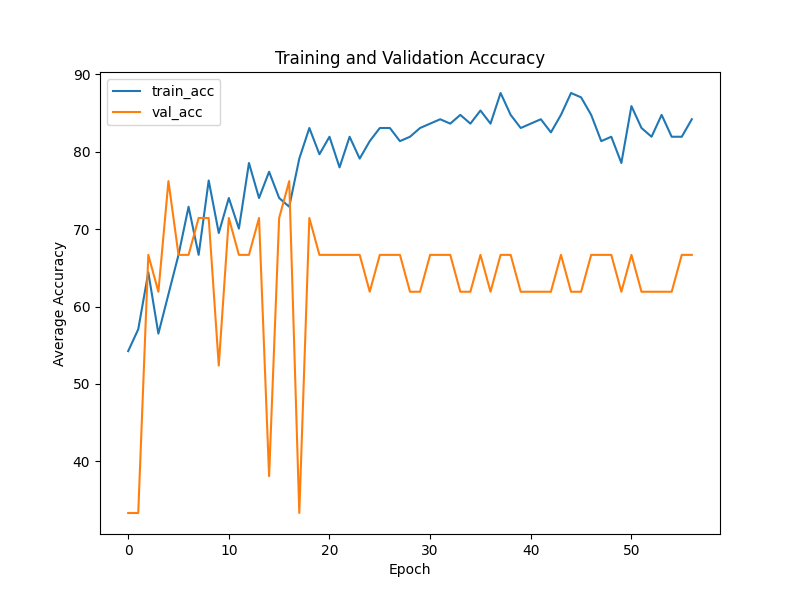 Training and Validation Accuracy
train_acc
val_acc
Average Accuracy
90
80
70
60
50
40
0 10 20 30 40 50
Epoch